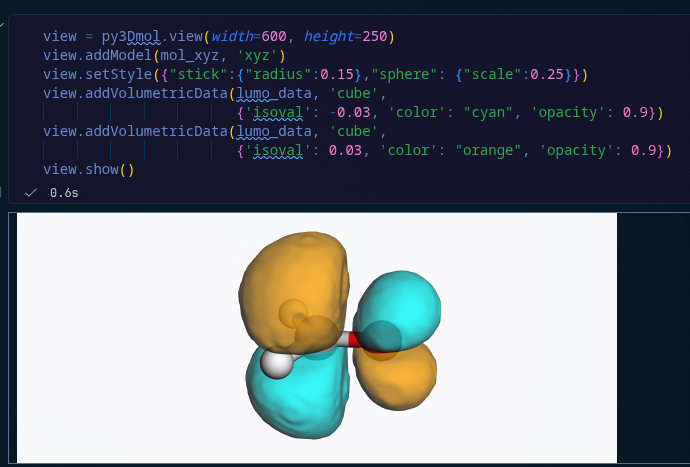 view = py3Dmol.view(width=600, height=250)
view.addModel(mol_xyz, 'xyz')
view.setStyle({"stick":{"radius":0.15},"sphere": {"scale":0.25}})
view.addVolumetricData(lumo_data, 'cube',
{'isoval': -0.03, 'color': "cyan", 'opacity': 0.9})
view.addVolumetricData(lumo_data, 'cube',
{'isoval': 0.03, 'color': "orange", 'opacity': 0.9})
view.show()
0.6s